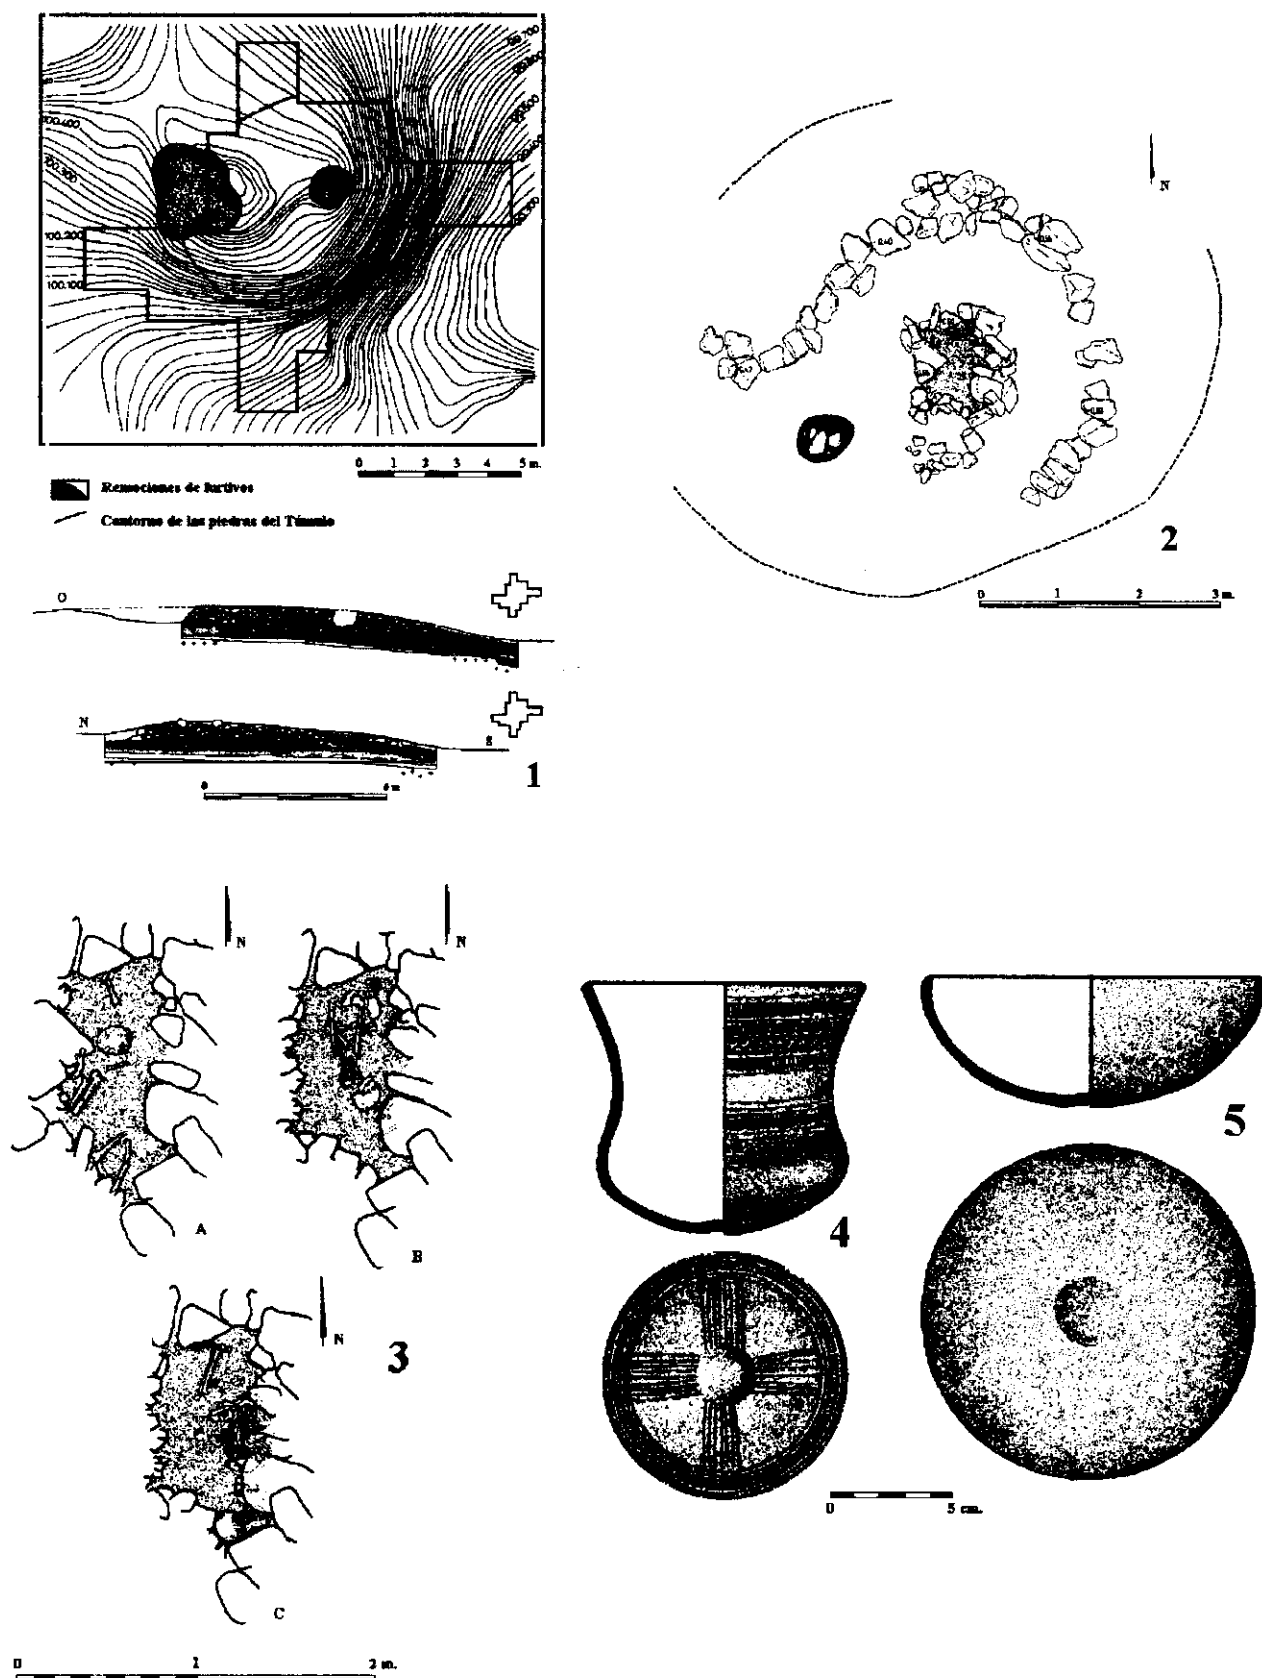 100.400
100.300
100.200
100.100
0 1 2 3 4 5 m.
Remociones de furtivos
Contorno de las piedras del Túmulo
O
N
S
1
N
2
0 1 2 3 m.
N
N
A
B
N
3
C
0 1 2 m.
4
5
0 5 cm.